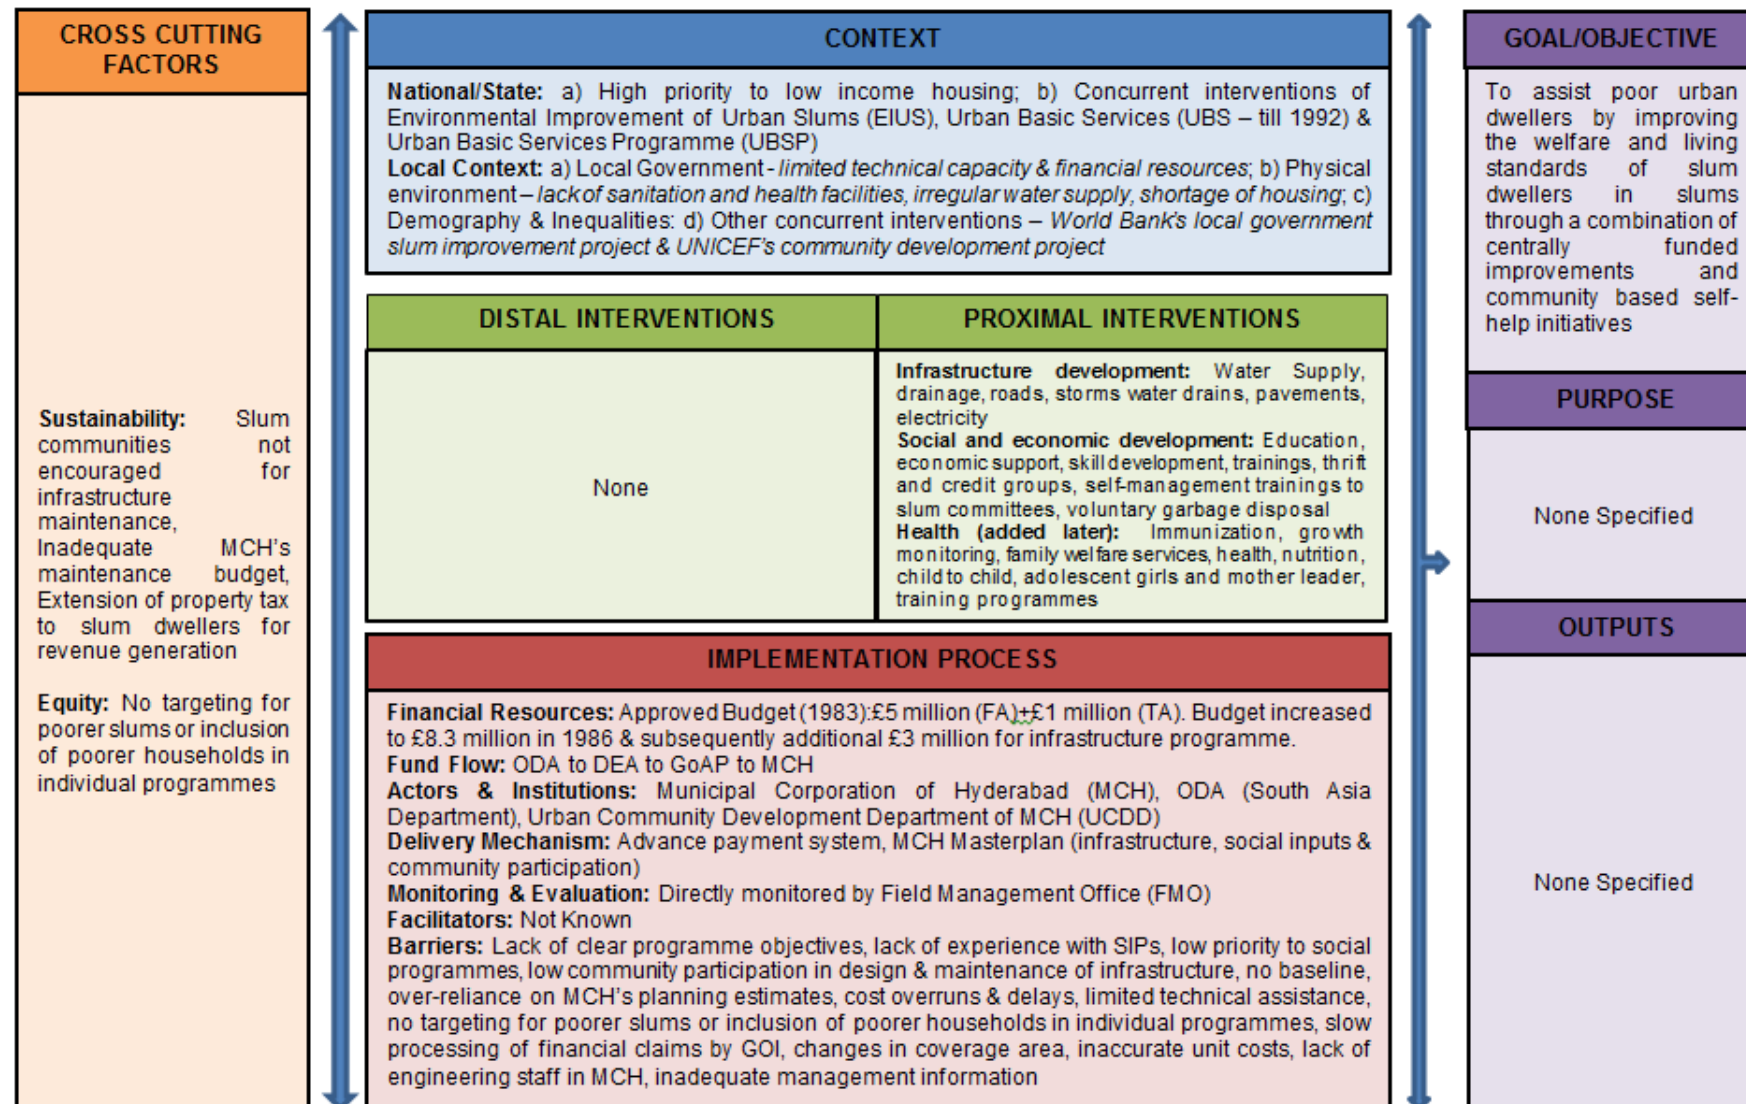 CROSS CUTTING
FACTORS
Sustainability: Slum
communities not
encouraged for
infrastructure
maintenance,
Inadequate MCH's
maintenance budget,
Extension of property tax
to slum dwellers for
revenue generation
Equity: No targeting for
poorer slums or inclusion
of poorer households in
individual programmes
CONTEXT
National/State: a) High priority to low income housing; b) Concurrent interventions of
Environmental Improvement of Urban Slums (EIUS), Urban Basic Services (UBS – till 1992) &
Urban Basic Services Programme (UBSP)
Local Context: a) Local Government - limited technical capacity & financial resources; b) Physical
environment – lack of sanitation and health facilities, irregular water supply, shortage of housing; c)
Demography & Inequalities: d) Other concurrent interventions – World Bank's local government
slum improvement project & UNICEF's community development project
DISTAL INTERVENTIONS
None
PROXIMAL INTERVENTIONS
Infrastructure development: Water Supply,
drainage, roads, storms water drains, pavements,
electricity
Social and economic development: Education,
economic support, skill development, trainings, thrift
and credit groups, self-management trainings to
slum committees, voluntary garbage disposal
Health (added later): Immunization, growth
monitoring, family welfare services, health, nutrition,
child to child, adolescent girls and mother leader,
training programmes
IMPLEMENTATION PROCESS
Financial Resources: Approved Budget (1983):£5 million (FA)+£1 million (TA). Budget increased
to £8.3 million in 1986 & subsequently additional £3 million for infrastructure programme.
Fund Flow: ODA to DEA to GoAP to MCH
Actors & Institutions: Municipal Corporation of Hyderabad (MCH), ODA (South Asia
Department), Urban Community Development Department of MCH (UCDD)
Delivery Mechanism: Advance payment system, MCH Masterplan (infrastructure, social inputs &
community participation)
Monitoring & Evaluation: Directly monitored by Field Management Office (FMO)
Facilitators: Not Known
Barriers: Lack of clear programme objectives, lack of experience with SIPs, low priority to social
programmes, low community participation in design & maintenance of infrastructure, no baseline,
over-reliance on MCH's planning estimates, cost overruns & delays, limited technical assistance,
no targeting for poorer slums or inclusion of poorer households in individual programmes, slow
processing of financial claims by GOI, changes in coverage area, inaccurate unit costs, lack of
engineering staff in MCH, inadequate management information
GOAL/OBJECTIVE
To assist poor urban
dwellers by improving
the welfare and living
standards of slum
dwellers in slums
through a combination of
centrally funded
improvements and
community based self-
help initiatives
PURPOSE
None Specified
OUTPUTS
None Specified